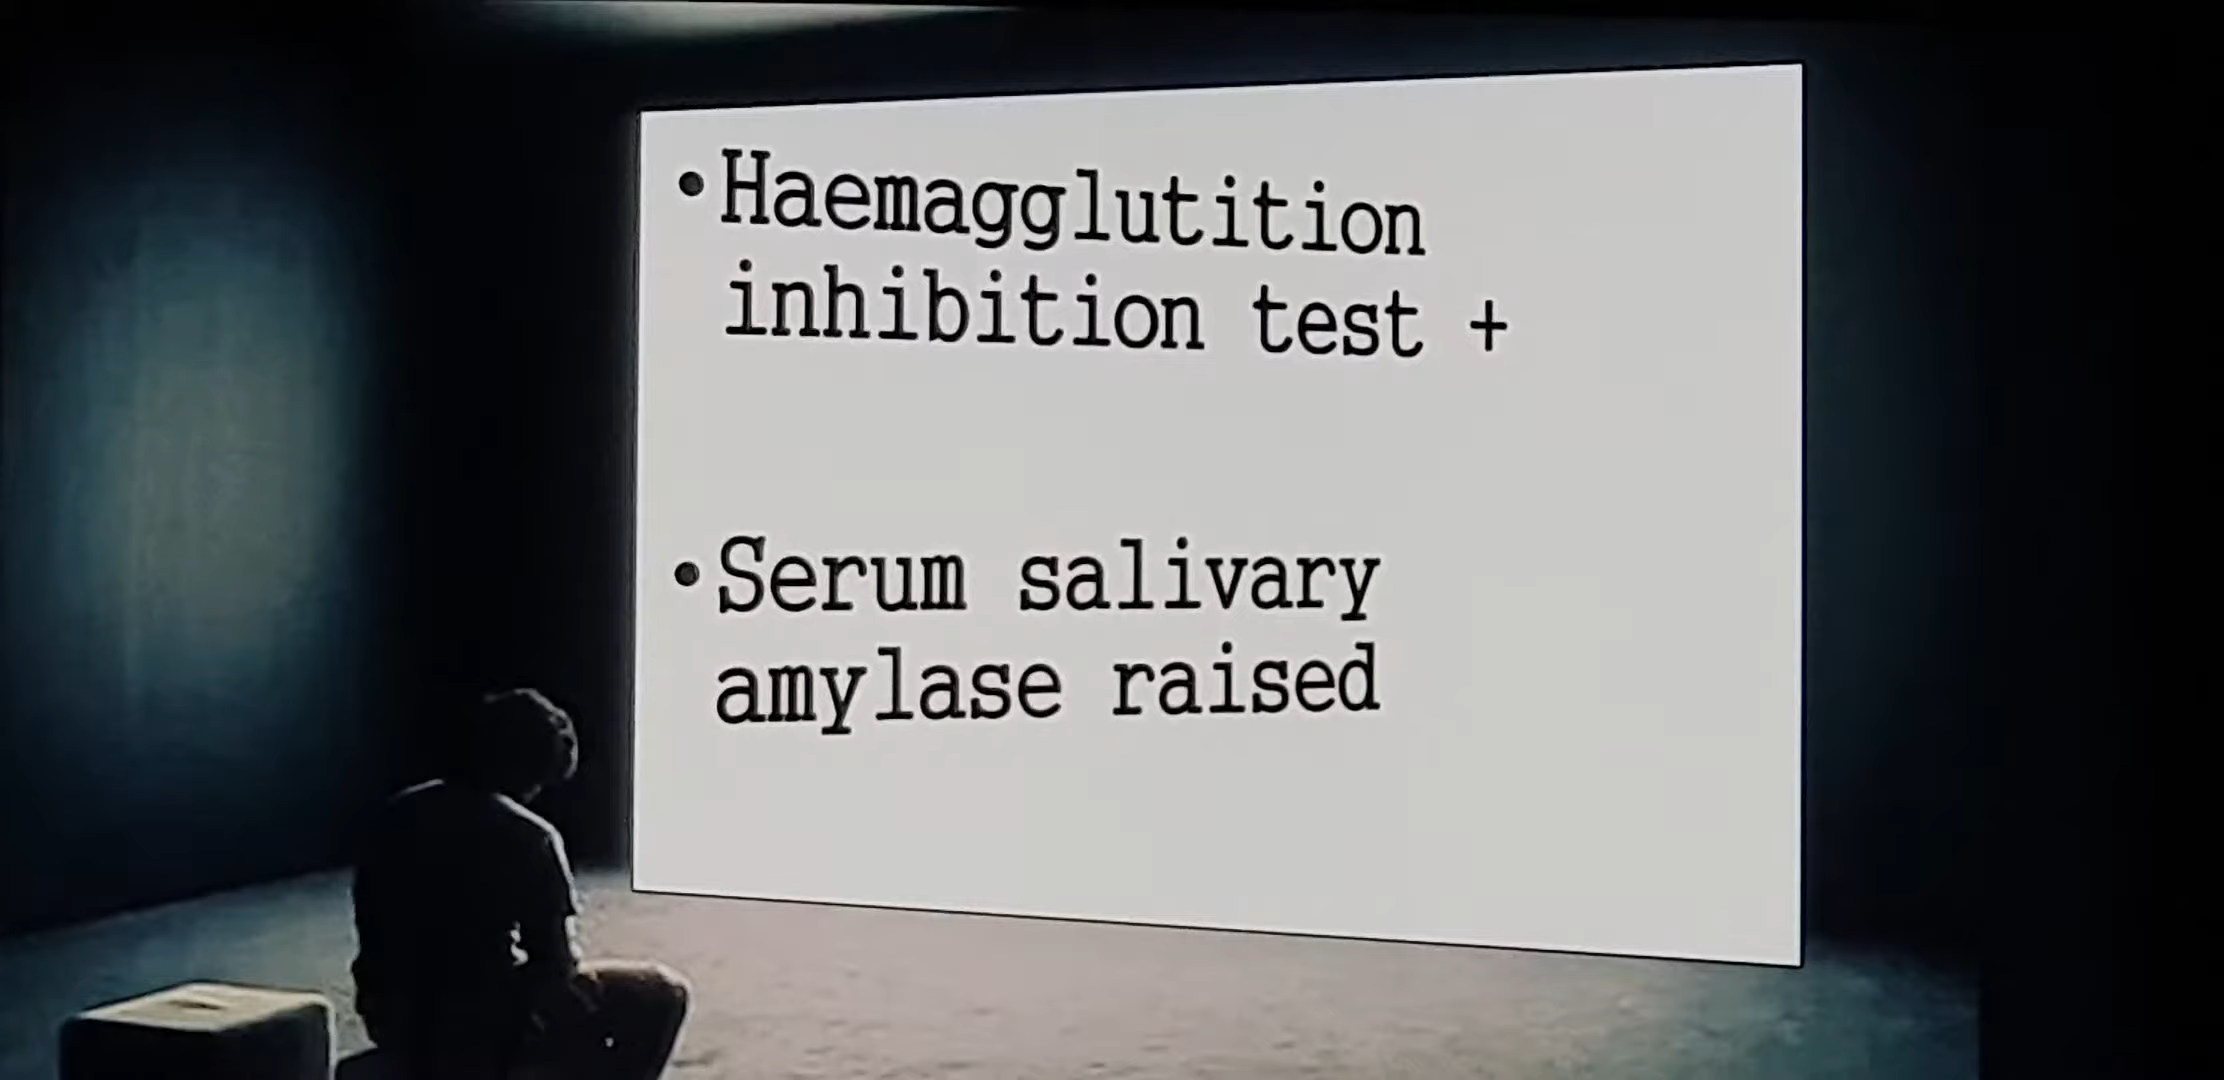 •Haemagglutition
inhibition test +
•Serum salivary
amylase raised